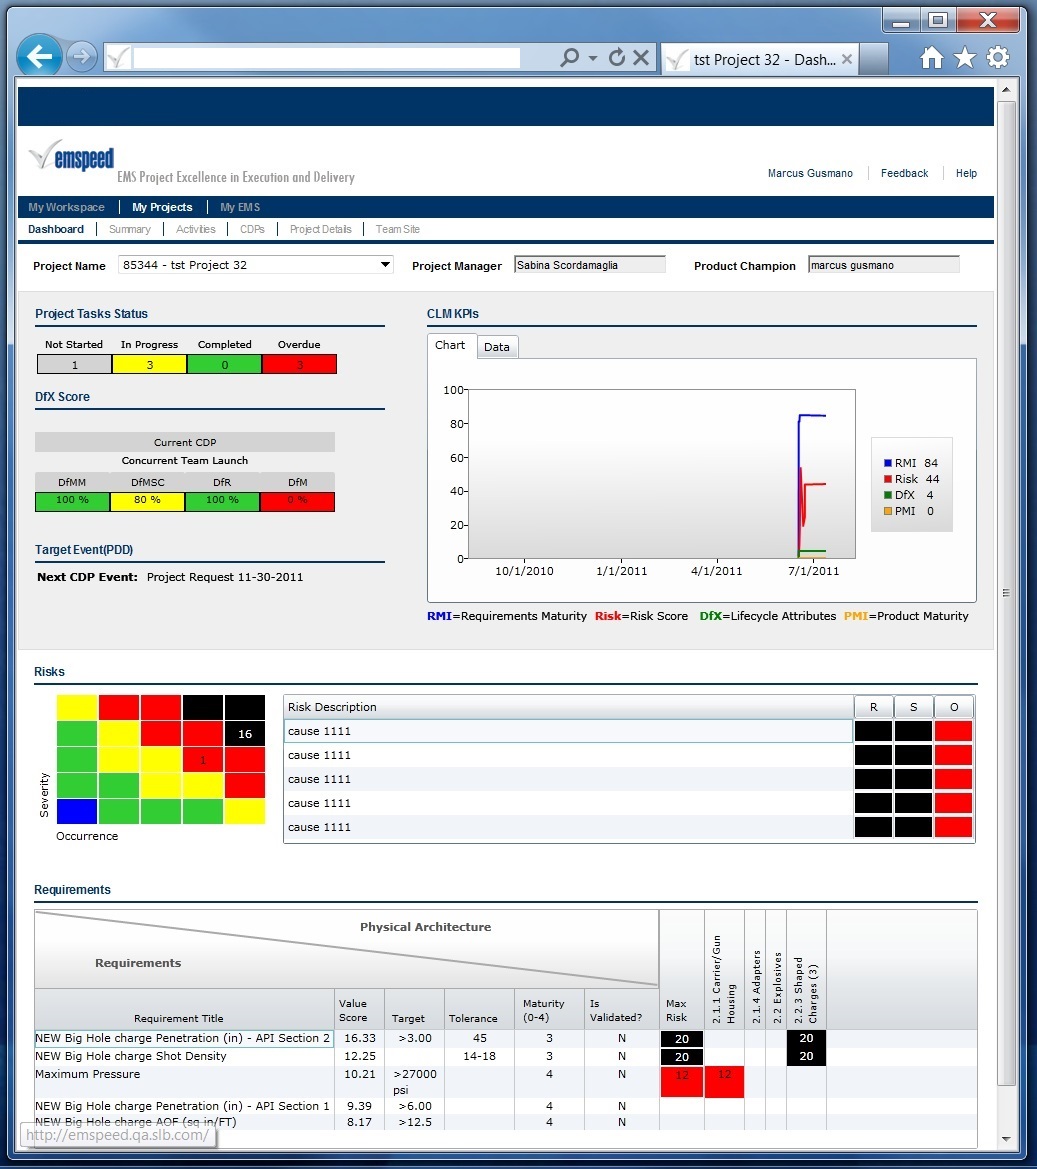 tst Project 32 - Dash...
emspeed
EMS Project Excellence in Execution and Delivery
Marcus Gusmano Feedback Help
My Workspace My Projects My EMS
Dashboard Summary Activities CDPs Project Details Team Site
Project Name 85344 - tst Project 32 Project Manager Sabina Scordamaglia Product Champion marcus gusmano
Project Tasks Status
Not Started In Progress Completed Overdue
1 3 0 3
DfX Score
Current CDP
Concurrent Team Launch
DfMM DfMSC DfR DfM
100 % 80 % 100 % 0 %
Target Event(PDD)
Next CDP Event: Project Request 11-30-2011
CLM KPIs
Chart Data
100
80
60
40
20
0
10/1/2010 1/1/2011 4/1/2011 7/1/2011
RMI 84
Risk 44
DfX 4
PMI 0
RMI=Requirements Maturity Risk=Risk Score DfX=Lifecycle Attributes PMI=Product Maturity
Risks
16
1
Severity
Occurrence
Risk Description R S O
cause 1111
cause 1111
cause 1111
cause 1111
cause 1111
Requirements
Physical Architecture
Requirements
Requirement Title Value Score Target Tolerance Maturity (0-4) Is Validated? Max Risk 2.1.1 Carrier/Gun Housing 2.1.4 Adapters 2.2 Explosives 2.2.3 Shaped Charges (3)
NEW Big Hole charge Penetration (in) - API Section 2 16.33 >3.00 45 3 N 20 20
NEW Big Hole charge Shot Density 12.25 14-18 3 N 20 20
Maximum Pressure 10.21 >27000 psi 4 N 12 12
NEW Big Hole charge Penetration (in) - API Section 1 9.39 >6.00 4 N
NEW Big Hole charge AOF (sq in/FT) 8.17 >12.5 4 N
http://emspeed.qa.slb.com/